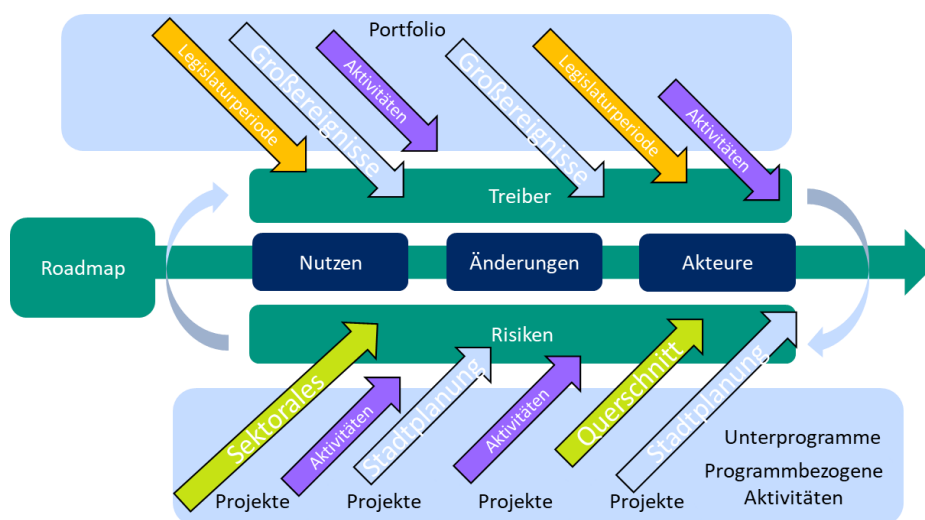 Portfolio
Legislaturperiode
Großereignisse
Aktivitäten
Großereignisse
Legislaturperiode
Aktivitäten
Treiber
Roadmap
Nutzen
Änderungen
Akteure
Risiken
Sektorales
Aktivitäten
Stadtplanung
Aktivitäten
Querschnitt
Stadtplanung
Unterprogramme
Programmbezogene
Aktivitäten
Projekte
Projekte
Projekte
Projekte